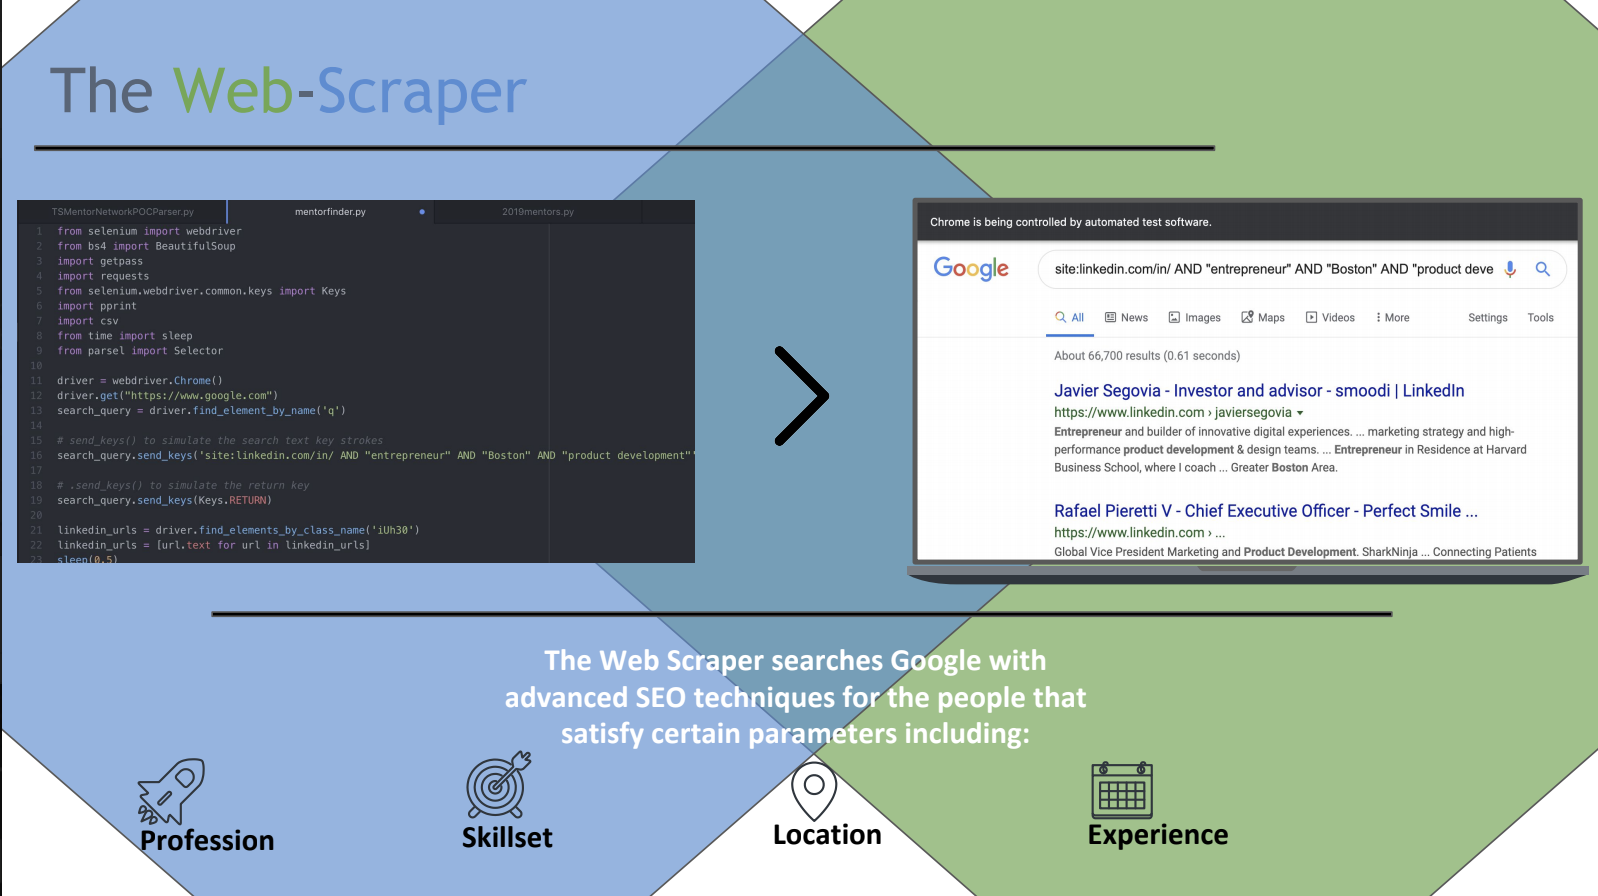 The Web-Scraper
TSMentorNetworkPOCParser.py
mentorfinder.py
2019mentors.py
1 from selenium import webdriver
2 from bs4 import BeautifulSoup
3 import getpass
4 import requests
5 from selenium.webdriver.common.keys import Keys
6 import pprint
7 import csv
8 from time import sleep
9 from parsel import Selector
10
11 driver = webdriver.Chrome()
12 driver.get("https://www.google.com")
13 search_query = driver.find_element_by_name('q')
14
15 # send_keys() to simulate the search text key strokes
16 search_query.send_keys('site:linkedin.com/in/ AND "entrepreneur" AND "Boston" AND "product development"'
17
18 # .send_keys() to simulate the return key
19 search_query.send_keys(Keys.RETURN)
20
21 linkedin_urls = driver.find_elements_by_class_name('iUh30')
22 linkedin_urls = [url.text for url in linkedin_urls]
23 sleep(0.5)
Chrome is being controlled by automated test software.
Google
site:linkedin.com/in/ AND "entrepreneur" AND "Boston" AND "product deve
All News Images Maps Videos More Settings Tools
About 66,700 results (0.61 seconds)
Javier Segovia - Investor and advisor - smoodi | LinkedIn
https://www.linkedin.com › javiersegovia
Entrepreneur and builder of innovative digital experiences. ... marketing strategy and high-
performance product development & design teams. ... Entrepreneur in Residence at Harvard
Business School, where I coach ... Greater Boston Area.
Rafael Pieretti V - Chief Executive Officer - Perfect Smile ...
https://www.linkedin.com › ...
Global Vice President Marketing and Product Development. SharkNinja ... Connecting Patients
The Web Scraper searches Google with
advanced SEO techniques for the people that
satisfy certain parameters including:
Profession
Skillset
Location
Experience